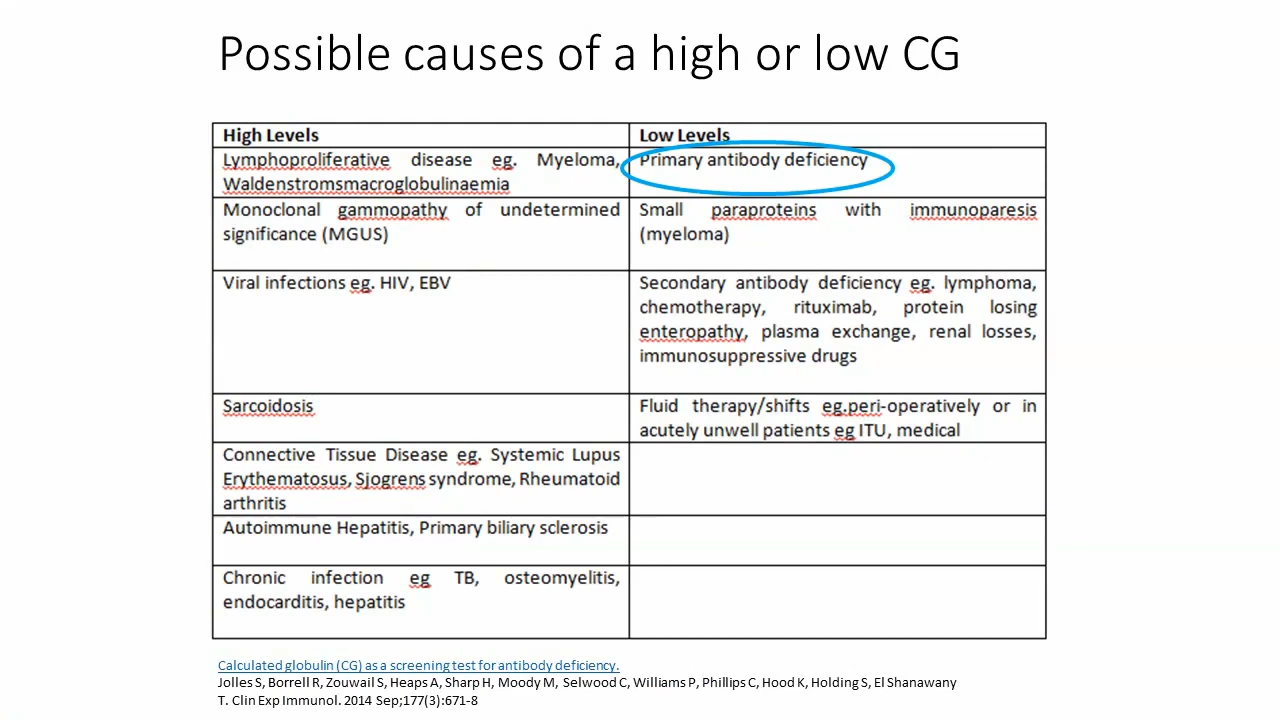 Possible causes of a high or low CG
High Levels
Low Levels
Lymphoproliferative disease eg. Myeloma,
Waldenstromsmacroglobulinaemia
Primary antibody deficiency
Monoclonal gammopathy of undetermined
significance (MGUS)
Small paraproteins with immunoparesis
(myeloma)
Viral infections eg. HIV, EBV
Secondary antibody deficiency eg. lymphoma,
chemotherapy, rituximab, protein losing
enteropathy, plasma exchange, renal losses,
immunosuppressive drugs
Sarcoidosis
Fluid therapy/shifts eg.peri-operatively or in
acutely unwell patients eg ITU, medical
Connective Tissue Disease eg. Systemic Lupus
Erythematosus, Sjogrens syndrome, Rheumatoid
arthritis
Autoimmune Hepatitis, Primary biliary sclerosis
Chronic infection eg TB, osteomyelitis,
endocarditis, hepatitis
Calculated globulin (CG) as a screening test for antibody deficiency.
Jolles S, Borrell R, Zouwail S, Heaps A, Sharp H, Moody M, Selwood C, Williams P, Phillips C, Hood K, Holding S, El Shanawany
T. Clin Exp Immunol. 2014 Sep;177(3):671-8